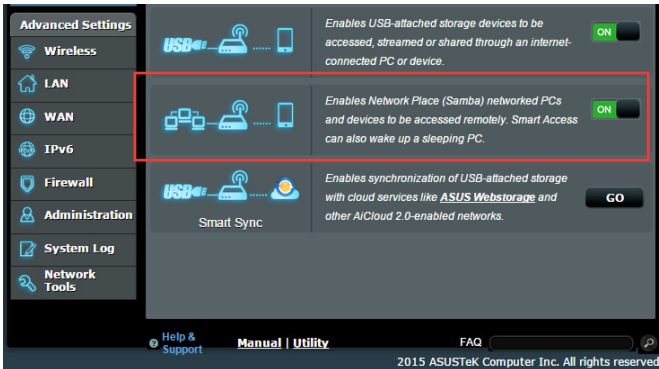 Advanced Settings
Wireless
LAN
WAN
IPv6
Firewall
Administration
System Log
Network
Tools
USB
Enables USB-attached storage devices to be
accessed, streamed or shared through an internet-
connected PC or device.
ON
Enables Network Place (Samba) networked PCs
and devices to be accessed remotely. Smart Access
can also wake up a sleeping PC.
ON
USB
Smart Sync
Enables synchronization of USB-attached storage
with cloud services like ASUS Webstorage and
other AiCloud 2.0-enabled networks.
GO
Help &
Support
Manual | Utility
FAQ
2015 ASUSTeK Computer Inc. All rights reserved